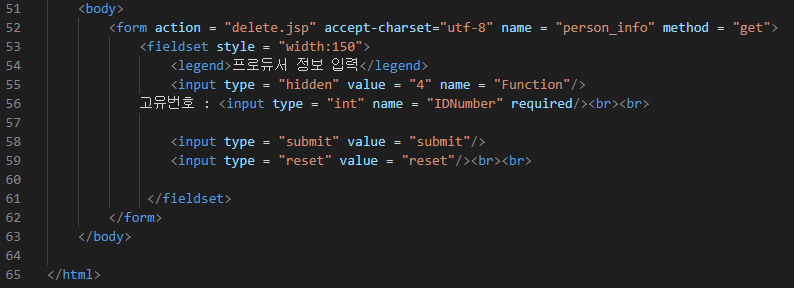 51 <body>
52 <form action = "delete.jsp" accept-charset="utf-8" name = "person_info" method = "get">
53 <fieldset style = "width:150">
54 <legend>프로듀서 정보 입력</legend>
55 <input type = "hidden" value = "4" name = "Function"/>
56 고유번호 : <input type = "int" name = "IDNumber" required/><br><br>
57
58 <input type = "submit" value = "submit"/>
59 <input type = "reset" value = "reset"/><br><br>
60
61 </fieldset>
62 </form>
63 </body>
64
65 </html>